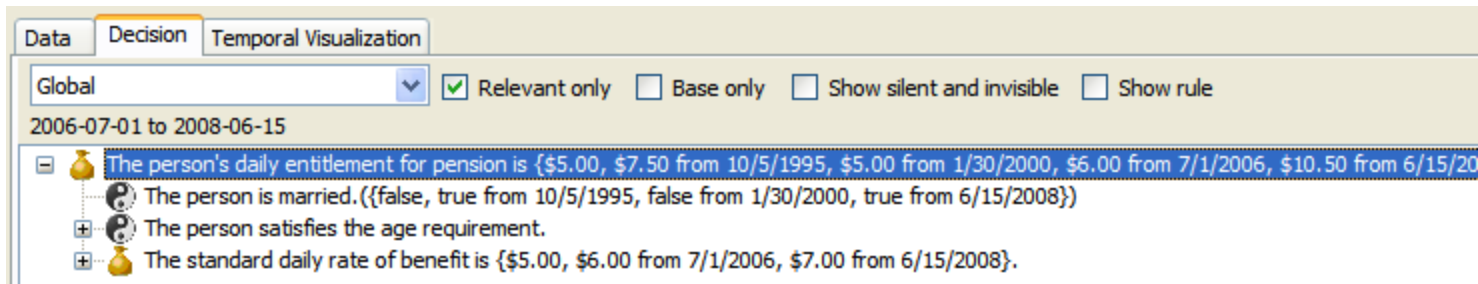 Data Decision Temporal Visualization
Global Relevant only Base only Show silent and invisible Show rule
2006-07-01 to 2008-06-15
The person's daily entitlement for pension is {$5.00, $7.50 from 10/5/1995, $5.00 from 1/30/2000, $6.00 from 7/1/2006, $10.50 from 6/15/20
The person is married.({false, true from 10/5/1995, false from 1/30/2000, true from 6/15/2008})
The person satisfies the age requirement.
The standard daily rate of benefit is {$5.00, $6.00 from 7/1/2006, $7.00 from 6/15/2008}.